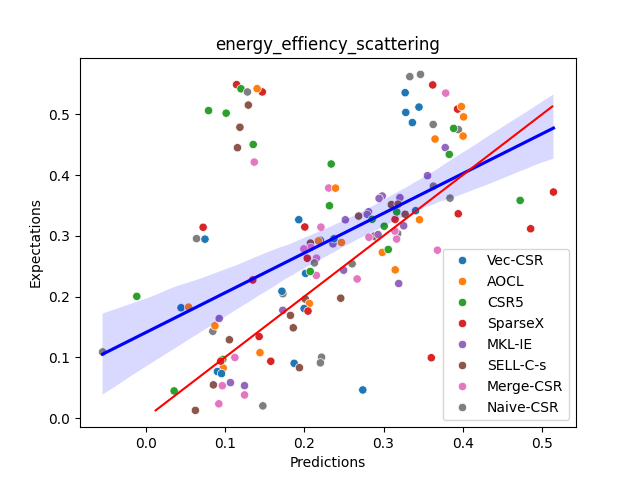 energy_effiency_scattering
Expectations
0.5
0.4
0.3
0.2
0.1
0.0
0.0 0.1 0.2 0.3 0.4 0.5
Predictions
Vec-CSR
AOCL
CSR5
SparseX
MKL-IE
SELL-C-s
Merge-CSR
Naive-CSR